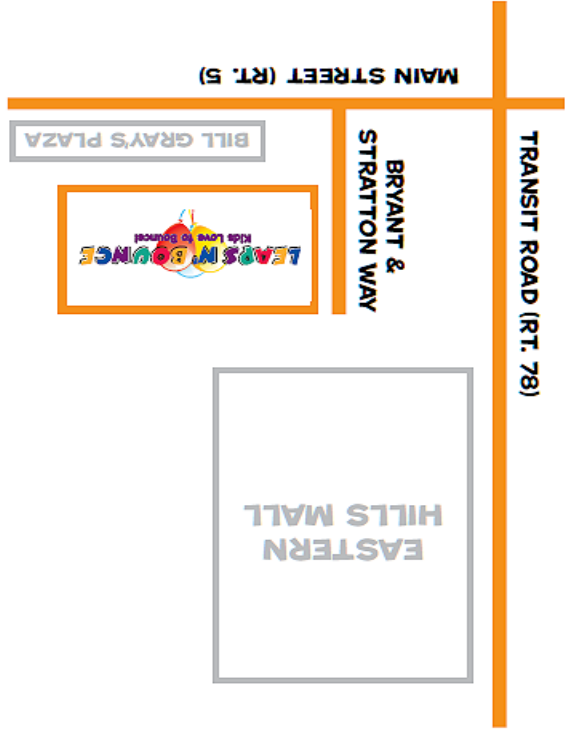 EASTERN
HILLS MALL
TRANSIT ROAD (RT. 78)
BRYANT &
STRATTON WAY
LEAPS N' BOUNCE
Kids Love to Bounce!
BILL GRAY'S PLAZA
MAIN STREET (RT. 5)